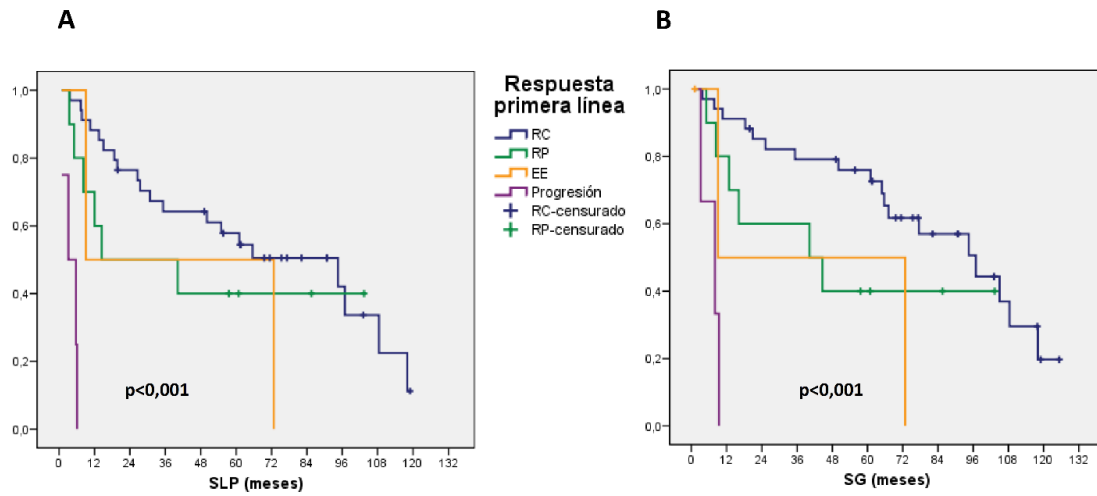 A
1,0
0,8
0,6
0,4
0,2
0,0
p<0,001
0 12 24 36 48 60 72 84 96 108 120 132
SLP (meses)
Respuesta
primera línea
RC
RP
EE
Progresión
RC-censurado
RP-censurado
B
1,0
0,8
0,6
0,4
0,2
0,0
p<0,001
0 12 24 36 48 60 72 84 96 108 120 132
SG (meses)